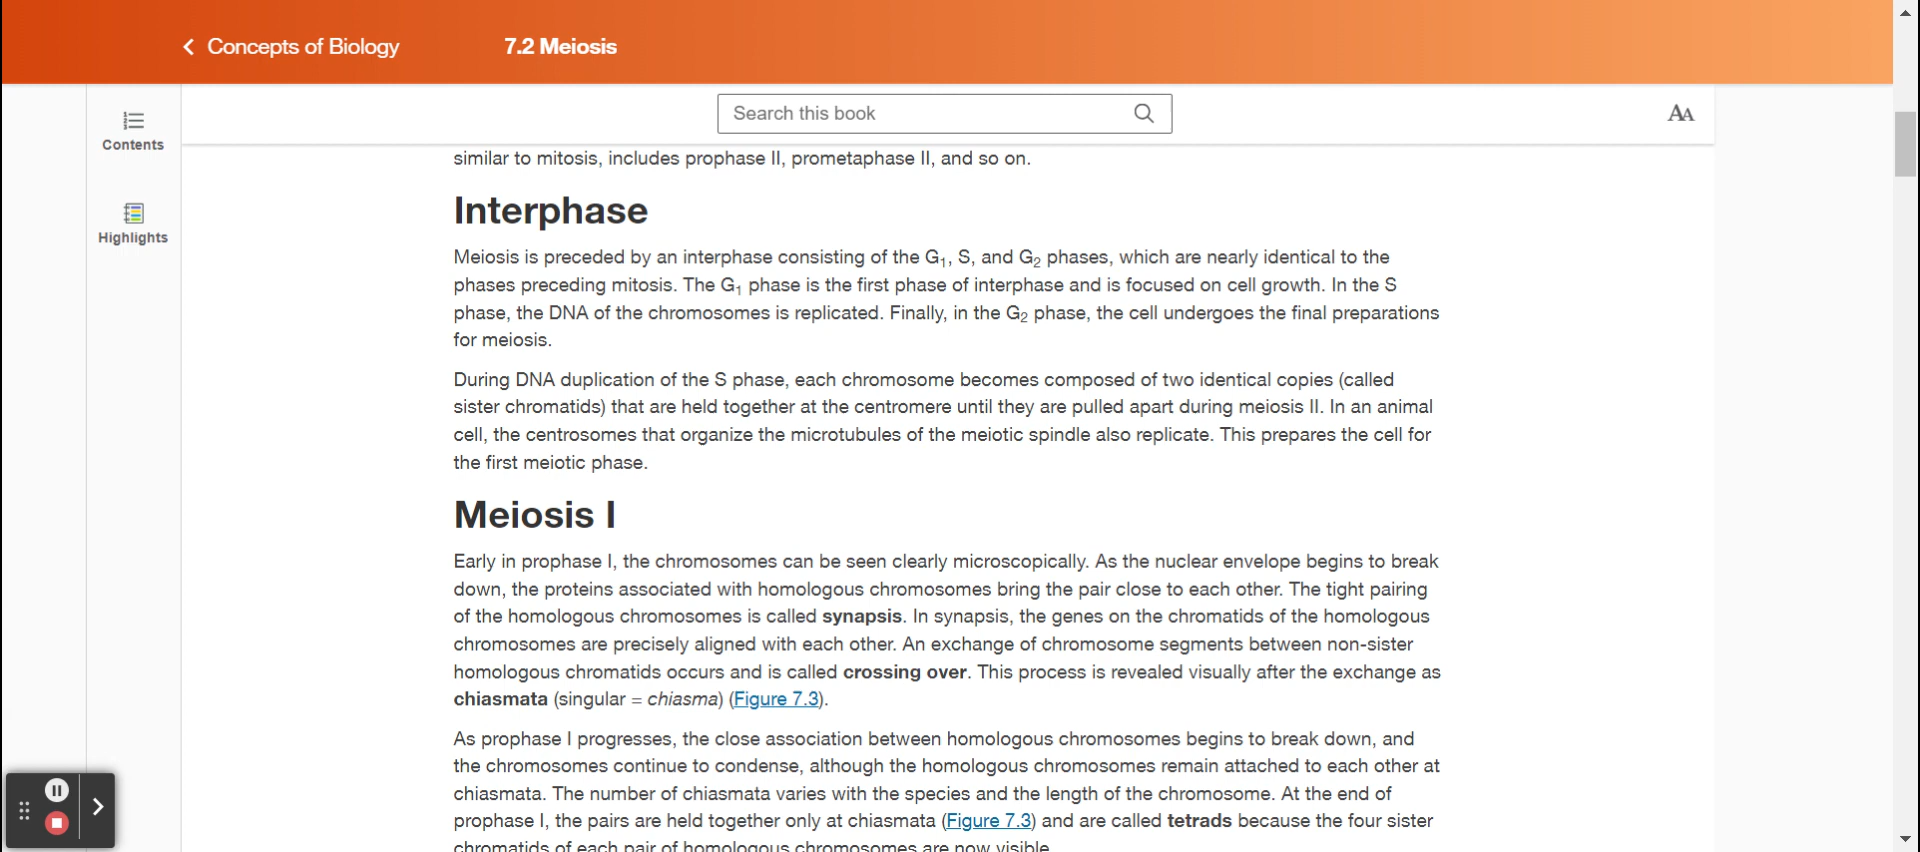 Concepts of Biology
7.2 Meiosis
Search this book
AA
Contents
Highlights
similar to mitosis, includes prophase II, prometaphase II, and so on.
Interphase
Meiosis is preceded by an interphase consisting of the G₁, S, and G₂ phases, which are nearly identical to the
phases preceding mitosis. The G₁ phase is the first phase of interphase and is focused on cell growth. In the S
phase, the DNA of the chromosomes is replicated. Finally, in the G₂ phase, the cell undergoes the final preparations
for meiosis.
During DNA duplication of the S phase, each chromosome becomes composed of two identical copies (called
sister chromatids) that are held together at the centromere until they are pulled apart during meiosis II. In an animal
cell, the centrosomes that organize the microtubules of the meiotic spindle also replicate. This prepares the cell for
the first meiotic phase.
Meiosis I
Early in prophase I, the chromosomes can be seen clearly microscopically. As the nuclear envelope begins to break
down, the proteins associated with homologous chromosomes bring the pair close to each other. The tight pairing
of the homologous chromosomes is called synapsis. In synapsis, the genes on the chromatids of the homologous
chromosomes are precisely aligned with each other. An exchange of chromosome segments between non-sister
homologous chromatids occurs and is called crossing over. This process is revealed visually after the exchange as
chiasmata (singular = chiasma) (Figure 7.3).
As prophase I progresses, the close association between homologous chromosomes begins to break down, and
the chromosomes continue to condense, although the homologous chromosomes remain attached to each other at
chiasmata. The number of chiasmata varies with the species and the length of the chromosome. At the end of
prophase I, the pairs are held together only at chiasmata (Figure 7.3) and are called tetrads because the four sister
chromatids of each pair of homologous chromosomes are now visible.